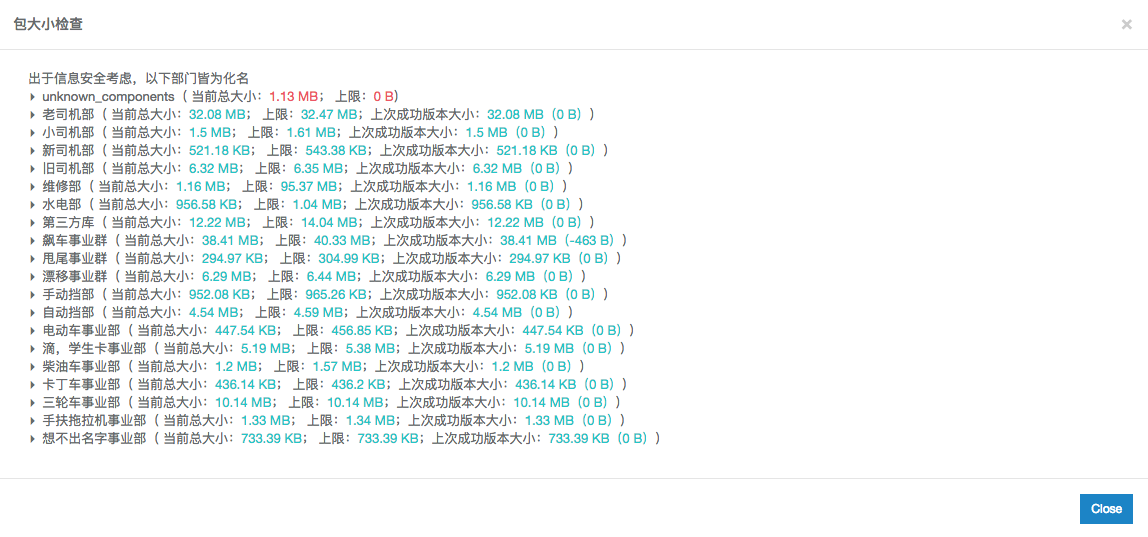 包大小检查
×
出于信息安全考虑，以下部门皆为化名
unknown_components（当前总大小：1.13 MB； 上限：0 B）
老司机部（当前总大小：32.08 MB； 上限：32.47 MB；上次成功版本大小：32.08 MB（0 B））
小司机部（当前总大小：1.5 MB； 上限：1.61 MB；上次成功版本大小：1.5 MB（0 B））
新司机部（当前总大小：521.18 KB； 上限：543.38 KB；上次成功版本大小：521.18 KB（0 B））
旧司机部（当前总大小：6.32 MB； 上限：6.35 MB；上次成功版本大小：6.32 MB（0 B））
维修部（当前总大小：1.16 MB； 上限：95.37 MB；上次成功版本大小：1.16 MB（0 B））
水电部（当前总大小：956.58 KB； 上限：1.04 MB；上次成功版本大小：956.58 KB（0 B））
第三方库（当前总大小：12.22 MB； 上限：14.04 MB；上次成功版本大小：12.22 MB（0 B））
飙车事业群（当前总大小：38.41 MB； 上限：40.33 MB；上次成功版本大小：38.41 MB（-463 B））
甩尾事业群（当前总大小：294.97 KB； 上限：304.99 KB；上次成功版本大小：294.97 KB（0 B））
漂移事业群（当前总大小：6.29 MB； 上限：6.44 MB；上次成功版本大小：6.29 MB（0 B））
手动挡部（当前总大小：952.08 KB； 上限：965.26 KB；上次成功版本大小：952.08 KB（0 B））
自动挡部（当前总大小：4.54 MB； 上限：4.59 MB；上次成功版本大小：4.54 MB（0 B））
电动车事业部（当前总大小：447.54 KB； 上限：456.85 KB；上次成功版本大小：447.54 KB（0 B））
滴，学生卡事业部（当前总大小：5.19 MB； 上限：5.38 MB；上次成功版本大小：5.19 MB（0 B））
柴油车事业部（当前总大小：1.2 MB； 上限：1.57 MB；上次成功版本大小：1.2 MB（0 B））
卡丁车事业部（当前总大小：436.14 KB； 上限：436.2 KB；上次成功版本大小：436.14 KB（0 B））
三轮车事业部（当前总大小：10.14 MB； 上限：10.14 MB；上次成功版本大小：10.14 MB（0 B））
手扶拖拉机事业部（当前总大小：1.33 MB； 上限：1.34 MB；上次成功版本大小：1.33 MB（0 B））
想不出名字事业部（当前总大小：733.39 KB； 上限：733.39 KB；上次成功版本大小：733.39 KB（0 B））
Close